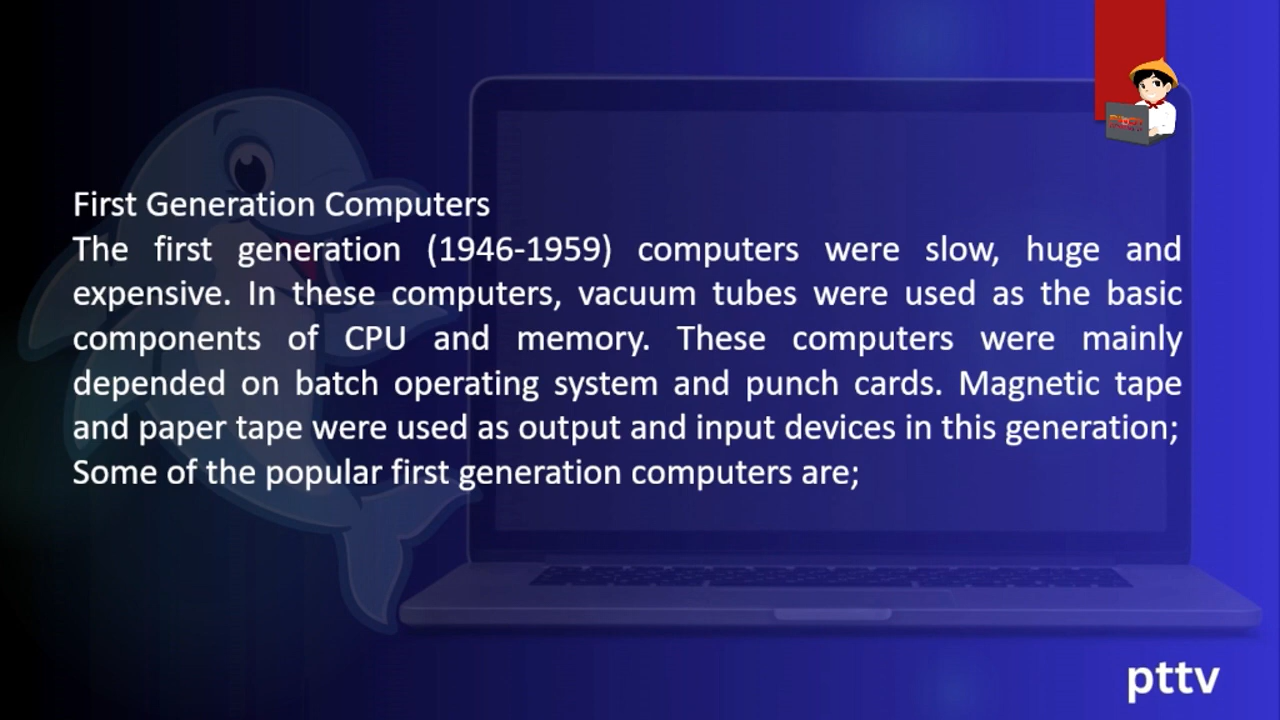 First Generation Computers
The first generation (1946-1959) computers were slow, huge and
expensive. In these computers, vacuum tubes were used as the basic
components of CPU and memory. These computers were mainly
depended on batch operating system and punch cards. Magnetic tape
and paper tape were used as output and input devices in this generation;
Some of the popular first generation computers are;
pttv